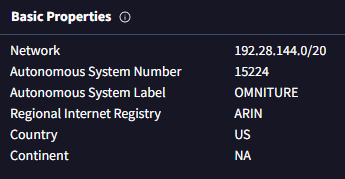 Basic Properties
Network 192.28.144.0/20
Autonomous System Number 15224
Autonomous System Label OMNITURE
Regional Internet Registry ARIN
Country US
Continent NA